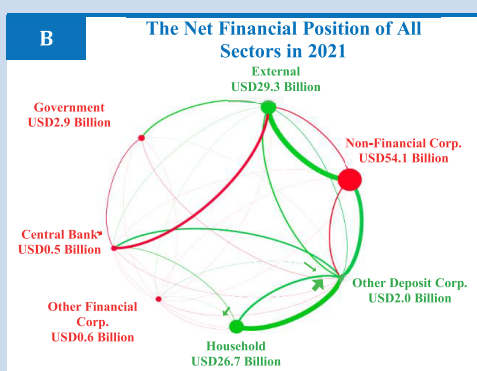 B
The Net Financial Position of All
Sectors in 2021
External
USD29.3 Billion
Government
USD2.9 Billion
Non-Financial Corp.
USD54.1 Billion
Central Bank
USD0.5 Billion
Other Deposit Corp.
USD2.0 Billion
Other Financial
Corp.
USD0.6 Billion
Household
USD26.7 Billion